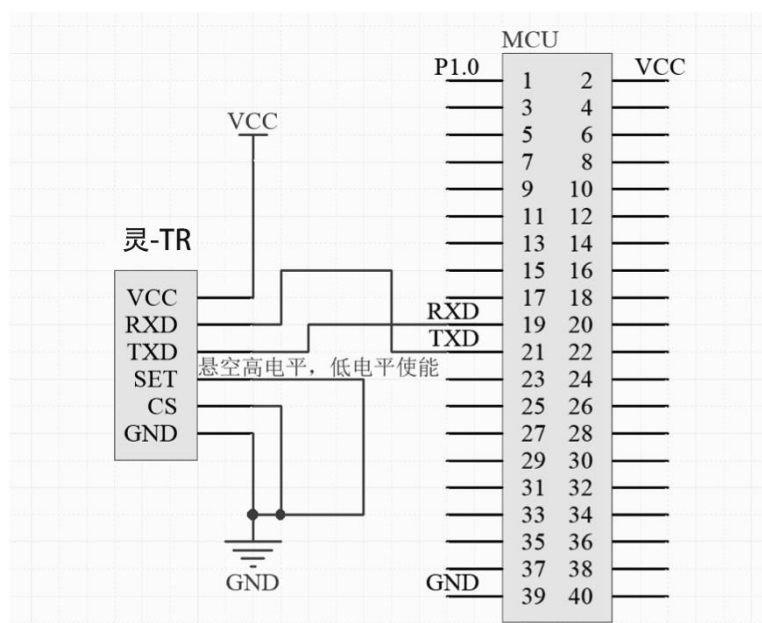 MCU
P1.0 1 2 VCC
3 4
VCC
5 6
7 8
9 10
11 12
灵-TR
13 14
15 16
VCC 17 18
RXD RXD 19 20
TXD TXD 21 22
悬空高电平，低电平使能
SET 23 24
CS 25 26
GND 27 28
29 30
31 32
33 34
35 36
GND 37 38
GND 39 40